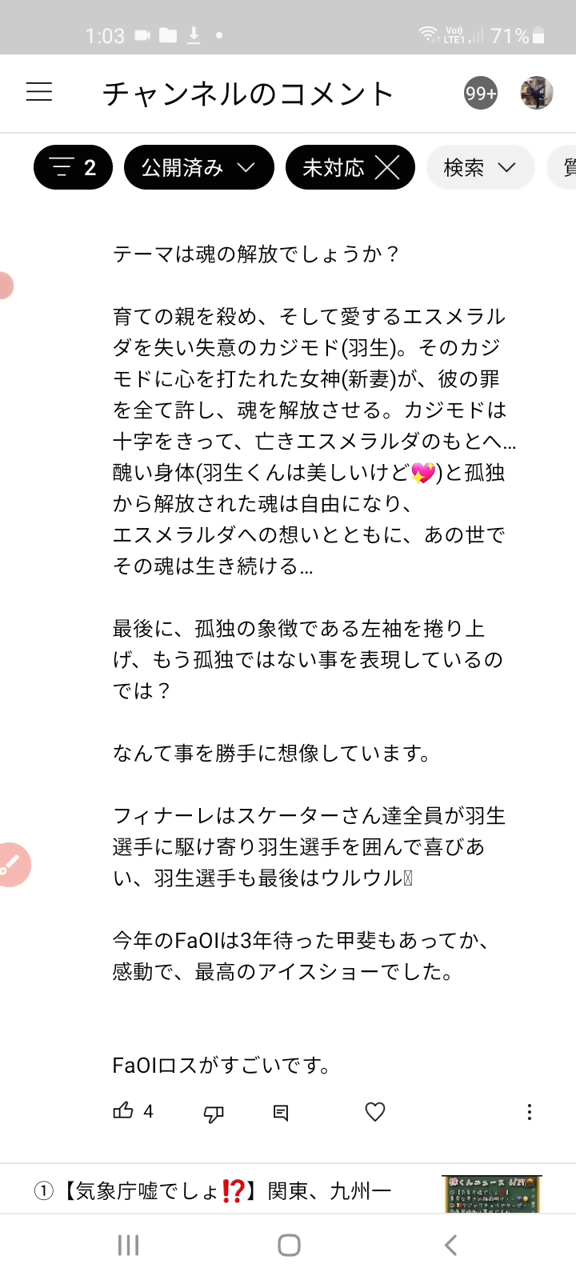 1:03
Vo))
LTE1
71%
チャンネルのコメント
99+
2
公開済み
未対応
検索
テーマは魂の解放でしょうか？
育ての親を殺め、そして愛するエスメラル
ダを失い失意のカジモド(羽生)。そのカジ
モドに心を打たれた女神(新妻)が、彼の罪
を全て許し、魂を解放させる。カジモドは
十字をきって、亡きエスメラルダのもとへ…
醜い身体(羽生くんは美しいけど💖)と孤独
から解放された魂は自由になり、
エスメラルダへの想いとともに、あの世で
その魂は生き続ける…
最後に、孤独の象徴である左袖を捲り上
げ、もう孤独ではない事を表現しているの
では？
なんて事を勝手に想像しています。
フィナーレはスケーターさん達全員が羽生
選手に駆け寄り羽生選手を囲んで喜びあ
い、羽生選手も最後はウルウル
今年のFaOIは3年待った甲斐もあってか、
感動で、最高のアイスショーでした。
FaOIロスがすごいです。
4
①【気象庁嘘でしょ⁉️】関東、九州一